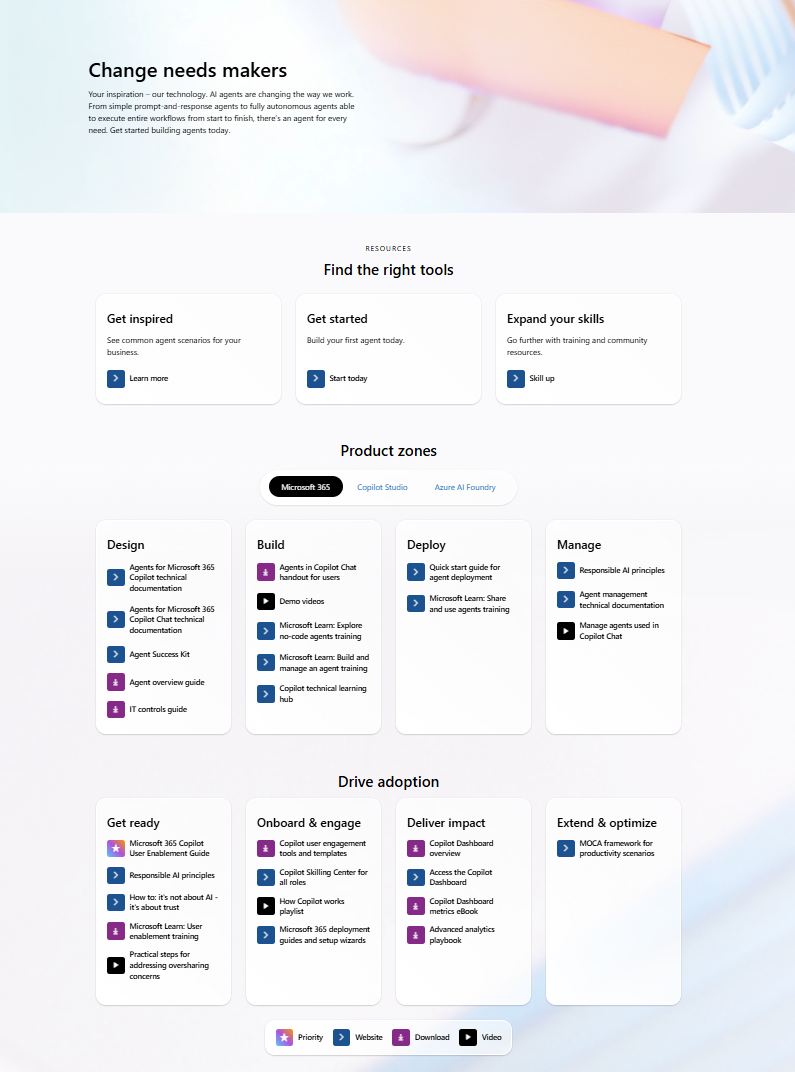 Change needs makers
Your inspiration – our technology. AI agents are changing the way we work.
From simple prompt-and-response agents to fully autonomous agents able
to execute entire workflows from start to finish, there's an agent for every
need. Get started building agents today.
RESOURCES
Find the right tools
Get inspired
See common agent scenarios for your
business.
Learn more
Get started
Build your first agent today.
Start today
Expand your skills
Go further with training and community
resources.
Skill up
Product zones
Microsoft 365
Copilot Studio
Azure AI Foundry
Design
Agents for Microsoft 365
Copilot technical
documentation
Agents for Microsoft 365
Copilot Chat technical
documentation
Agent Success Kit
Agent overview guide
IT controls guide
Build
Agents in Copilot Chat
handout for users
Demo videos
Microsoft Learn: Explore
no-code agents training
Microsoft Learn: Build and
manage an agent training
Copilot technical learning
hub
Deploy
Quick start guide for
agent deployment
Microsoft Learn: Share
and use agents training
Manage
Responsible AI principles
Agent management
technical documentation
Manage agents used in
Copilot Chat
Drive adoption
Get ready
Microsoft 365 Copilot
User Enablement Guide
Responsible AI principles
How to: it's not about AI -
it's about trust
Microsoft Learn: User
enablement training
Practical steps for
addressing oversharing
concerns
Onboard & engage
Copilot user engagement
tools and templates
Copilot Skilling Center for
all roles
How Copilot works
playlist
Microsoft 365 deployment
guides and setup wizards
Deliver impact
Copilot Dashboard
overview
Access the Copilot
Dashboard
Copilot Dashboard
metrics eBook
Advanced analytics
playbook
Extend & optimize
MOCA framework for
productivity scenarios
Priority
Website
Download
Video